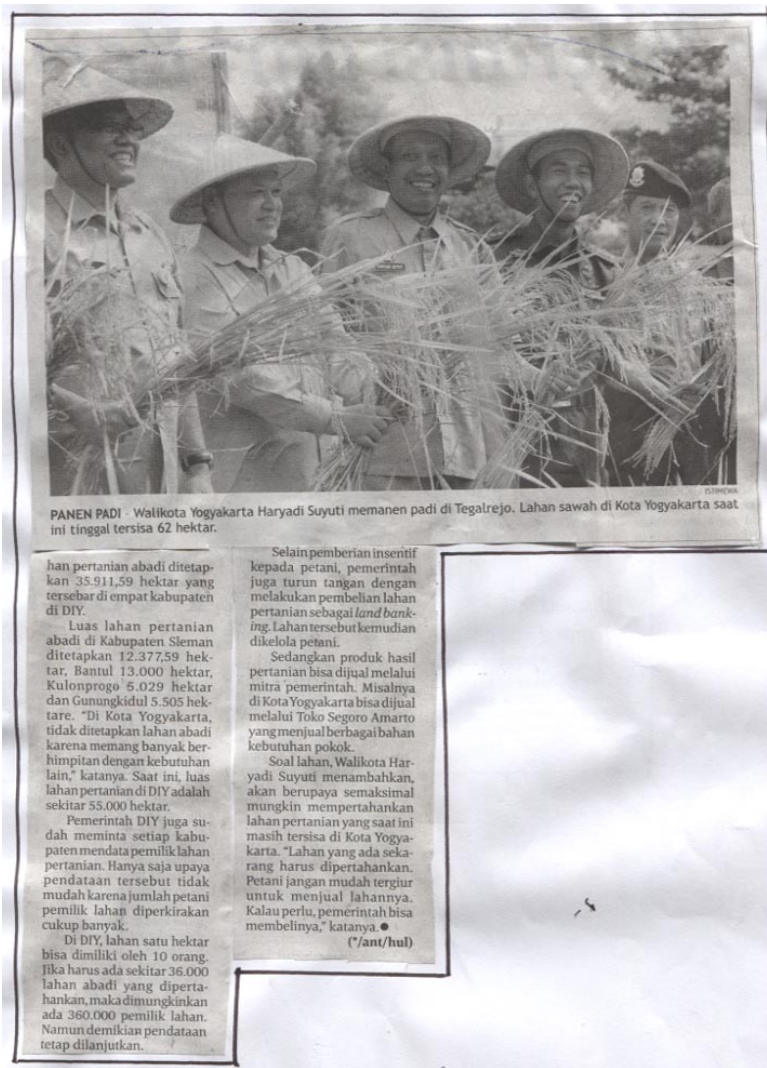 ISTIMEWA
PANEN PADI - Walikota Yogyakarta Haryadi Suyuti memanen padi di Tegalrejo. Lahan sawah di Kota Yogyakarta saat
ini tinggal tersisa 62 hektar.
han pertanian abadi ditetap-
kan 35.911,59 hektar yang
tersebar di empat kabupaten
di DIY.
Luas lahan pertanian
abadi di Kabupaten Sleman
ditetapkan 12.377,59 hek-
tar, Bantul 13.000 hektar,
Kulonprogo 5.029 hektar
dan Gunungkidul 5.505 hek-
tare. “Di Kota Yogyakarta,
tidak ditetapkan lahan abadi
karena memang banyak ber-
himpitan dengan kebutuhan
lain,” katanya. Saat ini, luas
lahan pertanian di DIY adalah
sekitar 55.000 hektar.
Pemerintah DIY juga su-
dah meminta setiap kabu-
paten mendata pemilik lahan
pertanian. Hanya saja upaya
pendataan tersebut tidak
mudah karena jumlah petani
pemilik lahan diperkirakan
cukup banyak.
Di DIY, lahan satu hektar
bisa dimiliki oleh 10 orang.
Jika harus ada sekitar 36.000
lahan abadi yang diperta-
hankan, maka dimungkinkan
ada 360.000 pemilik lahan.
Namun demikian pendataan
tetap dilanjutkan.
Selain pemberian insentif
kepada petani, pemerintah
juga turun tangan dengan
melakukan pembelian lahan
pertanian sebagai land bank-
ing. Lahan tersebut kemudian
dikelola petani.
Sedangkan produk hasil
pertanian bisa dijual melalui
mitra pemerintah. Misalnya
di Kota Yogyakarta bisa dijual
melalui Toko Segoro Amarto
yang menjual berbagai bahan
kebutuhan pokok.
Soal lahan, Walikota Har-
yadi Suyuti menambahkan,
akan berupaya semaksimal
mungkin mempertahankan
lahan pertanian yang saat ini
masih tersisa di Kota Yogya-
karta. “Lahan yang ada seka-
rang harus dipertahankan.
Petani jangan mudah tergiur
untuk menjual lahannya.
Kalau perlu, pemerintah bisa
membelinya,” katanya.●
(*/ant/hul)